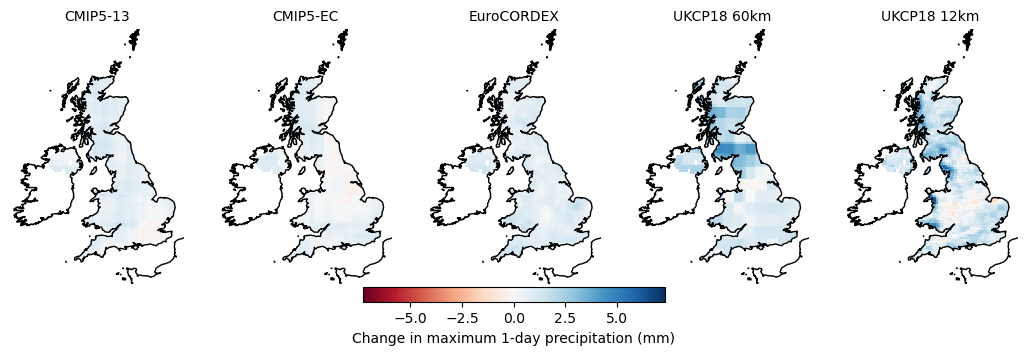 CMIP5-13
CMIP5-EC
EuroCORDEX
UKCP18 60km
UKCP18 12km
−5.0 −2.5 0.0 2.5 5.0
Change in maximum 1-day precipitation (mm)